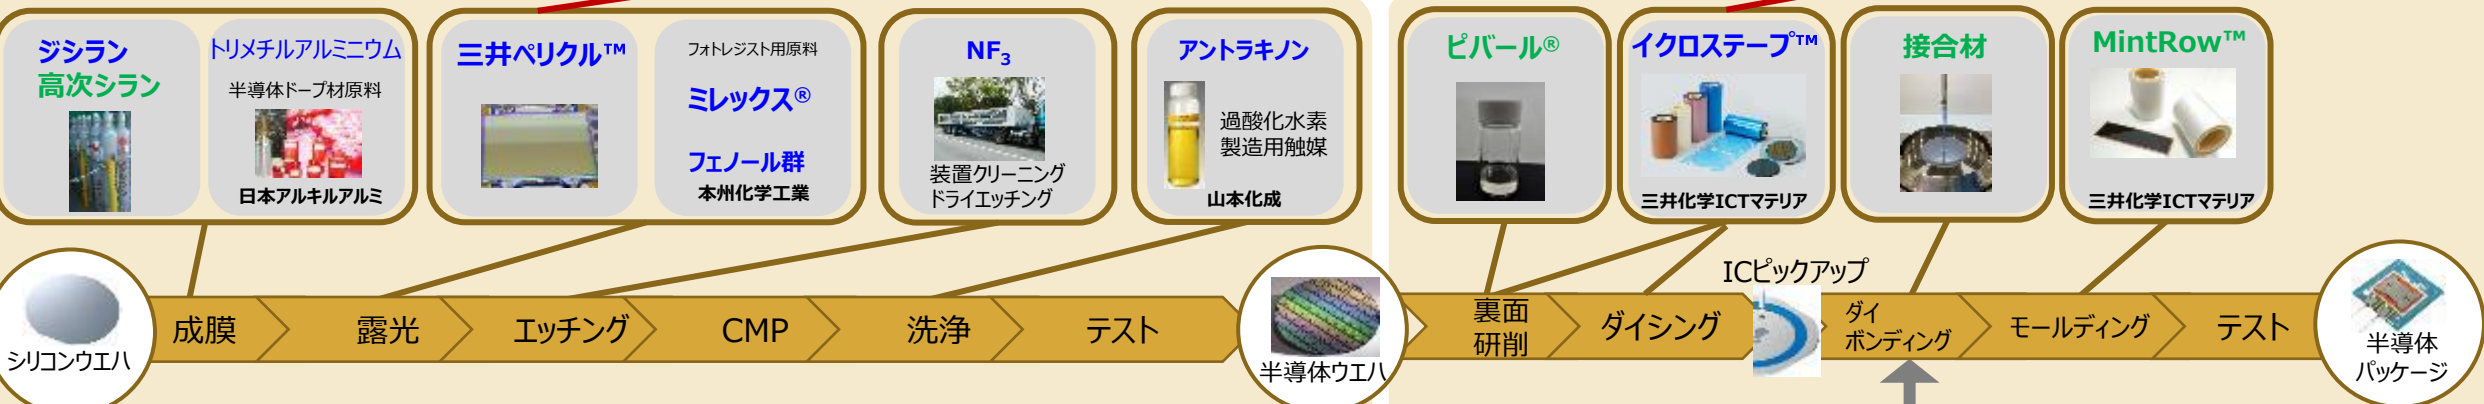 ジシラン
高次シラン
トリメチルアルミニウム
半導体ドープ材原料
日本アルキルアルミ
三井ペリクル™
フォトレジスト用原料
ミレックス®
フェノール群
本州化学工業
NF₃
装置クリーニング
ドライエッチング
アントラキノン
過酸化水素
製造用触媒
山本化成
ピバール®
イクロステープ™
三井化学ICTマテリア
接合材
MintRow™
三井化学ICTマテリア
シリコンウエハ
成膜
露光
エッチング
CMP
洗浄
テスト
半導体ウエハ
裏面
研削
ダイシング
ICピックアップ
ダイ
ボンディング
モールディング
テスト
半導体
パッケージ